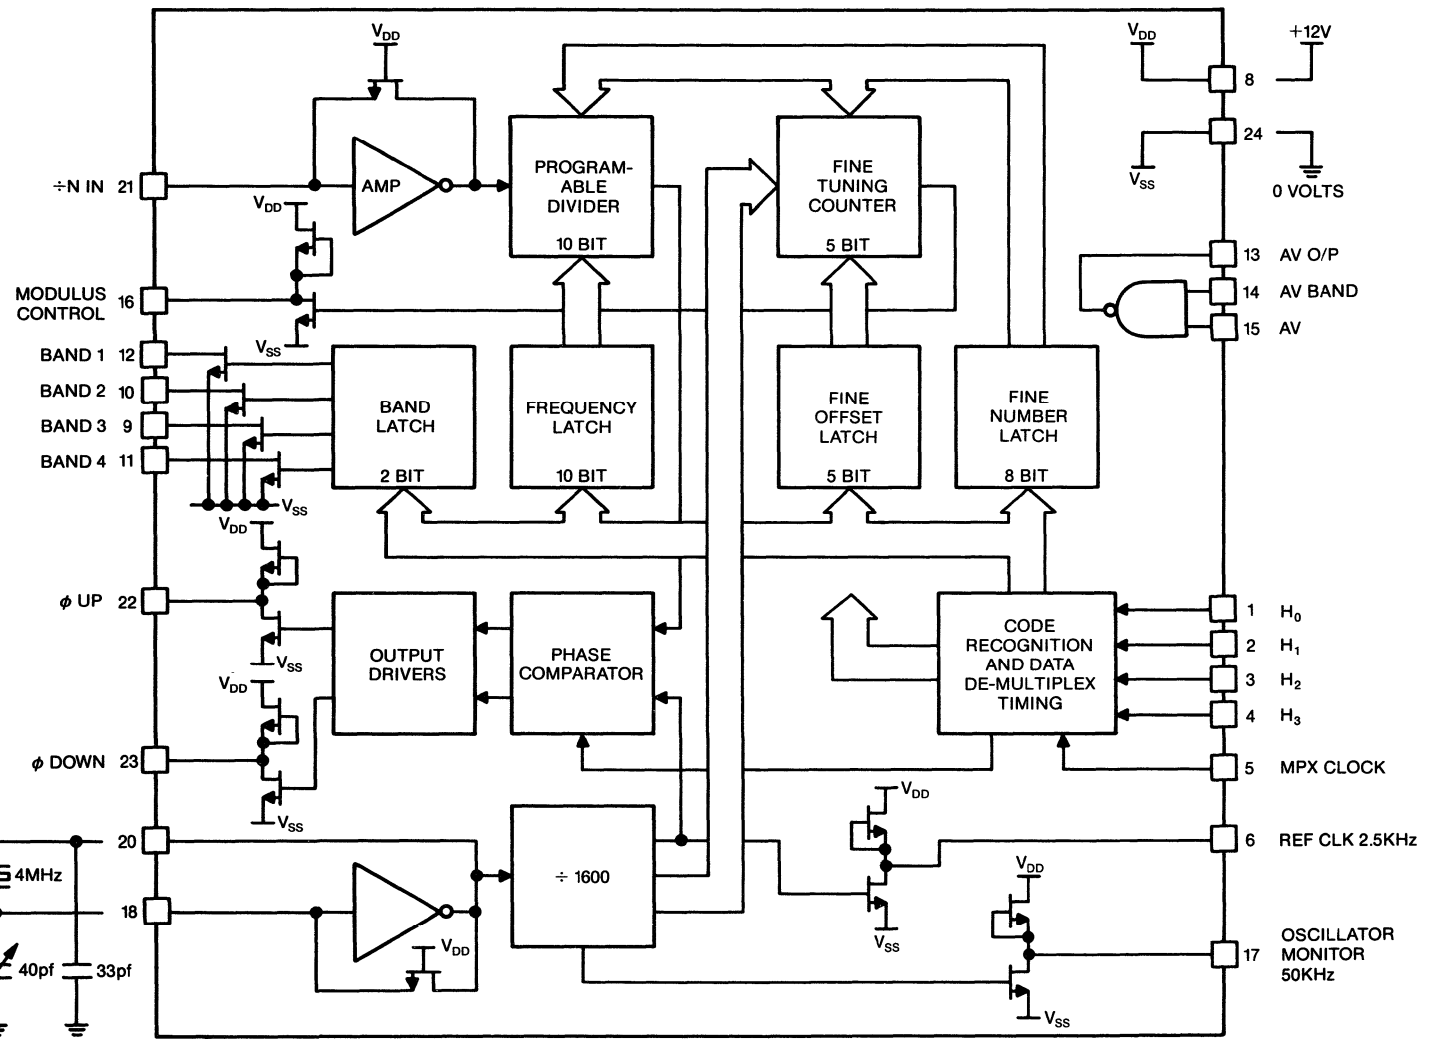 VDD
VDD
+12V
8
24
VSS
0 VOLTS
÷N IN 21
AMP
PROGRAM-
ABLE
DIVIDER
10 BIT
FINE
TUNING
COUNTER
5 BIT
VDD
13 AV O/P
14 AV BAND
15 AV
MODULUS
CONTROL
16
VSS
BAND 1 12
BAND 2 10
BAND 3 9
BAND 4 11
BAND
LATCH
2 BIT
FREQUENCY
LATCH
10 BIT
FINE
OFFSET
LATCH
5 BIT
FINE
NUMBER
LATCH
8 BIT
VSS
VDD
ϕ UP 22
VSS
VDD
OUTPUT
DRIVERS
PHASE
COMPARATOR
CODE
RECOGNITION
AND DATA
DE-MULTIPLEX
TIMING
1 H0
2 H1
3 H2
4 H3
5 MPX CLOCK
ϕ DOWN 23
VSS
VDD
20
6 REF CLK 2.5KHz
4MHz
÷ 1600
VDD
18
VSS
VDD
40pf
33pf
17
OSCILLATOR
MONITOR
50KHz
VSS